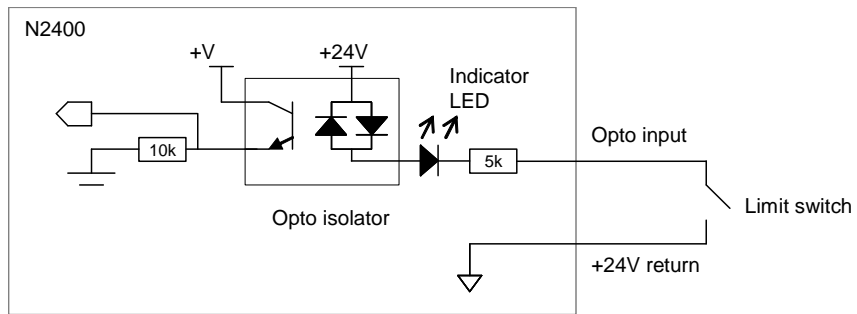 N2400
+V
+24V
Indicator
LED
Opto input
10k
5k
Limit switch
Opto isolator
+24V return